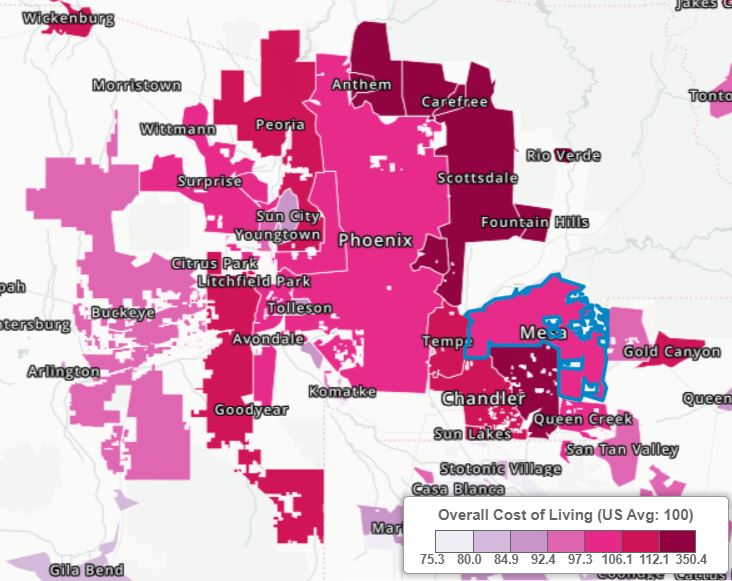 Wickenburg
Jakes C
Morristown
Anthem
Carefree
Tonto
Wittmann
Peoria
Rio Verde
Surprise
Scottsdale
Sun City
Fountain Hills
Youngtown
Phoenix
Citrus Park
Litchfield Park
pah
Tolleson
Buckeye
ntersburg
Mesa
Avondale
Tempe
Gold Canyon
Arlington
Komatke
Chandler
Queen
Goodyear
Queen Creek
Sun Lakes
San Tan Valley
Stotonic Village
Casa Blanca
Mari
Gila Bend
Overall Cost of Living (US Avg: 100)
75.3 80.0 84.9 92.4 97.3 106.1 112.1 350.4